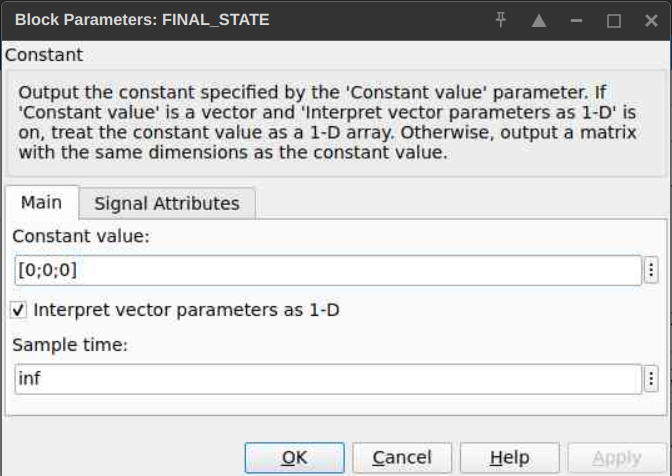 Block Parameters: FINAL_STATE
Constant
Output the constant specified by the 'Constant value' parameter. If
'Constant value' is a vector and 'Interpret vector parameters as 1-D' is
on, treat the constant value as a 1-D array. Otherwise, output a matrix
with the same dimensions as the constant value.
Main Signal Attributes
Constant value:
[0;0;0]
Interpret vector parameters as 1-D
Sample time:
inf
OK Cancel Help Apply